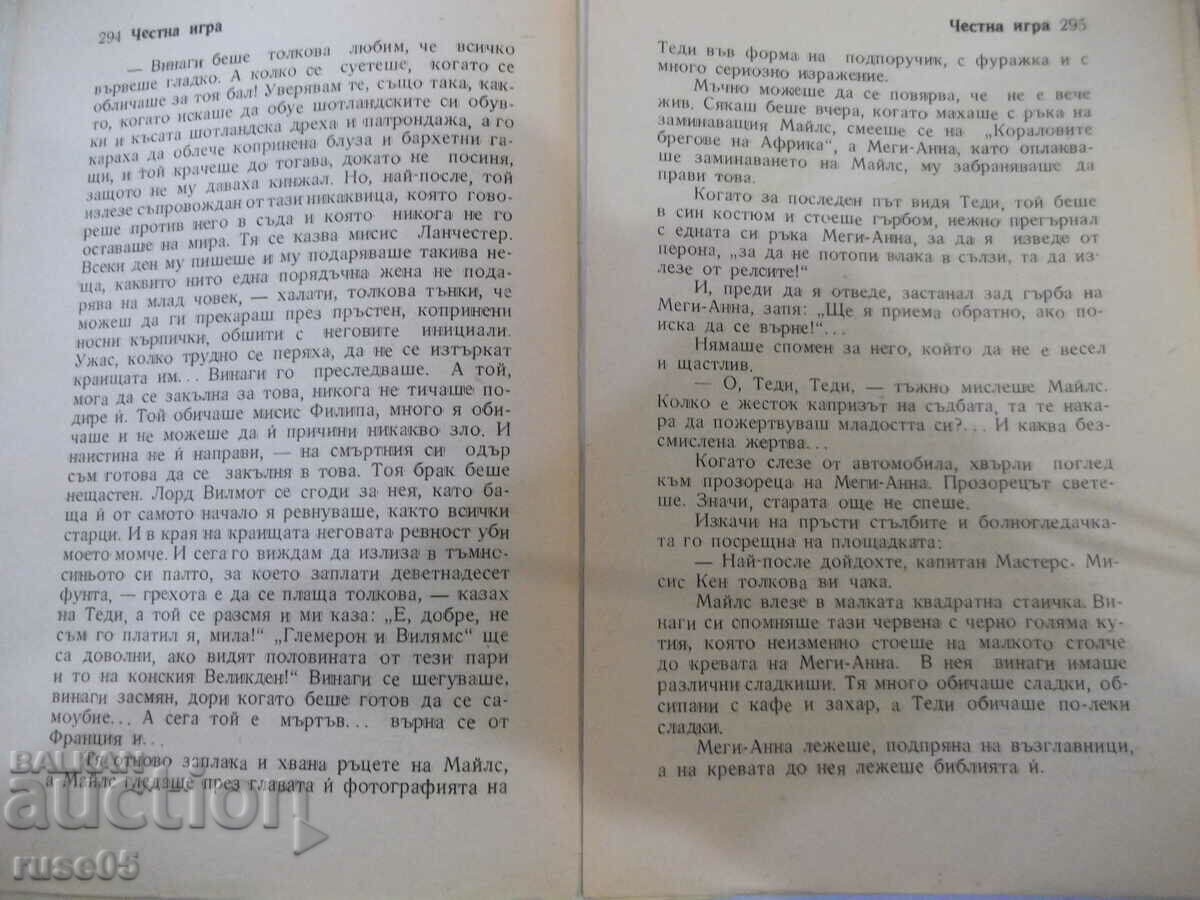 294 Честна игра
— Винаги беше толкова любим, че всичко
вървеше гладко. А колко се суетеше, когато се
обличаше за тоя бал! Уверявам те, също така, как-
то, когато искаше да обуе шотландските си обув-
ки и късата шотландска дреха и патрондажа, а го
караха да облече копринена блуза и бархетни га-
щи, и той крачеше до тогава, докато не посиня,
защото не му даваха кинжал. Но, най-после, той
излезе съпровождан от тази никаквица, която гово-
реше против него в съда и която никога не го
оставаше на мира. Тя се казва мисис Ланчестер.
Всеки ден му пишеше и му подаряваше такива не-
ща, каквито нито една порядъчна жена не пода-
рява на млад човек, — халати, толкова тънки, че
можеш да ги прекараш през пръстен, копринени
носни кърпички, обшити с неговите инициали.
Ужас, колко трудно се перяха, да не се изтъркат
краищата им... Винаги го преследваше. А той,
мога да се закълна за това, никога не тичаше по-
дире ѝ. Той обичаше мисис Филипа, много я оби-
чаше и не можеше да ѝ причини никакво зло. И
наистина не ѝ направи, — на смъртния си одър
съм готова да се закълня в това. Тоя брак беше
нещастен. Лорд Вилмот се сгоди за нея, като ба-
ща ѝ от самото начало я ревнуваше, както всички
старци. И в края на краищата неговата ревност уби
моето момче. И сега го виждам да излиза в тъмно-
синьото си палто, за което заплати деветнадесет
фунта, — грехота е да се плаща толкова, — казах
на Теди, а той се разсмя и ми каза: „Е, добре, не
съм го платил я, мила!“ „Глемерон и Вилямс“ ще
са доволни, ако видят половината от тези пари
и то на конския Великден!“ Винаги се шегуваше,
винаги засмян, дори когато беше готов да се са-
моубие... А сега той е мъртъв... върна се от
Франция и...
Тя отново заплака и хвана ръцете на Майлс,
а Майлс гледаше през главата ѝ фотографията на
Честна игра 295
Теди във форма на подпоручик, с фуражка и с
много сериозно изражение.
Мъчно можеше да се повярва, че не е вече
жив. Сякаш беше вчера, когато махаше с ръка на
заминаващия Майлс, смееше се на „Кораловите
брегове на Африка“, а Меги-Анна, като оплаква-
ше заминаването на Майлс, му забраняваше да
прави това.
Когато за последен път видя Теди, той беше
в син костюм и стоеше гърбом, нежно прегърнал
с едната си ръка Меги-Анна, за да я изведе от
перона, „за да не потопи влака в сълзи, та да из-
лезе от релсите!“
И, преди да я отведе, застанал зад гърба на
Меги-Анна, запя: „Ще я приема обратно, ако по-
иска да се върне!“...
Нямаше спомен за него, който да не е весел
и щастлив.
— О, Теди, Теди, — тъжно мислеше Майлс.
Колко е жесток капризът на съдбата, та те нака-
ра да пожертвуваш младостта си?... И каква без-
смислена жертва...
Когато слезе от автомобила, хвърли поглед
към прозореца на Меги-Анна. Прозорецът свете-
ше. Значи, старата още не спеше.
Изкачи на пръсти стълбите и болногледачка-
та го посрещна на площадката:
— Най-после дойдохте, капитан Мастерс. Ми-
сис Кен толкова ви чака.
Майлс влезе в малката квадратна стаичка. Ви-
наги си спомняше тази червена с черно голяма ку-
тия, която неизменно стоеше на малкото столче
до кревата на Меги-Анна. В нея винаги имаше
различни сладкиши. Тя много обичаше сладки, об-
сипани с кафе и захар, а Теди обичаше по-леки
сладки.
Меги-Анна лежеше, подпряна на възглавници,
а на кревата до нея лежеше библията ѝ.
BALKAN
auction
ruse05